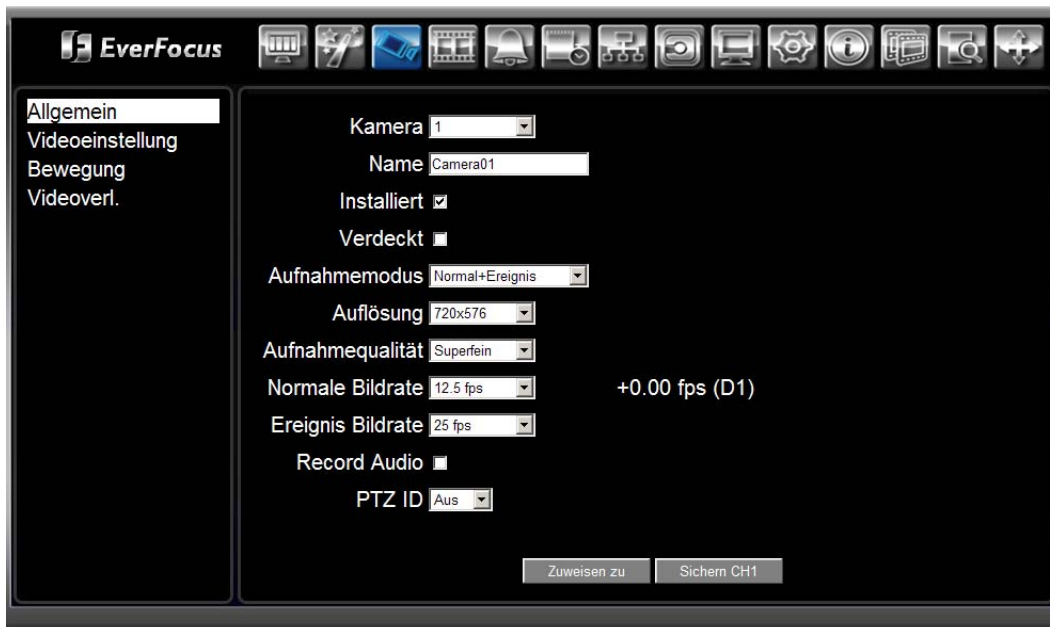 EverFocus
Allgemein
Videoeinstellung
Bewegung
Videoverl.
Kamera 1
Name Camera01
Installiert
Verdeckt
Aufnahmemodus Normal+Ereignis
Auflösung 720x576
Aufnahmequalität Superfein
Normale Bildrate 12.5 fps +0.00 fps (D1)
Ereignis Bildrate 25 fps
Record Audio
PTZ ID Aus
Zuweisen zu Sichern CH1